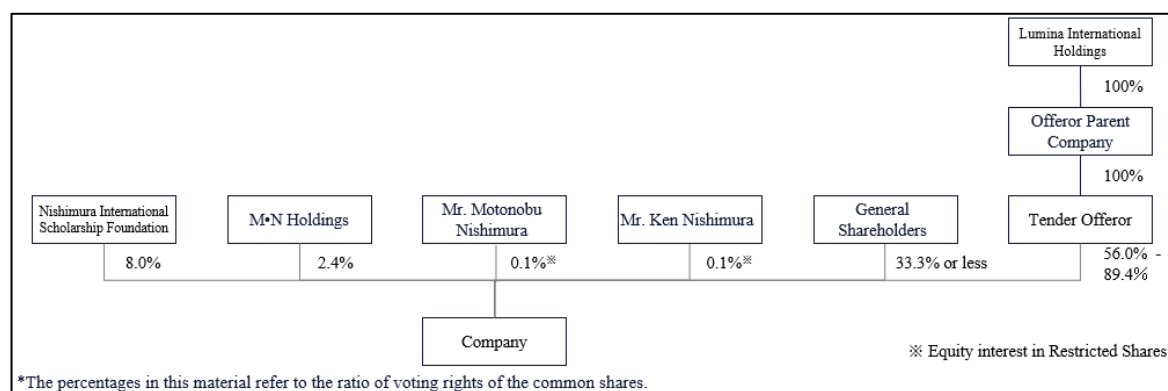 Lumina International
Holdings
100%
Offeror Parent
Company
100%
Nishimura International
Scholarship Foundation
M•N Holdings
Mr. Motonobu
Nishimura
Mr. Ken Nishimura
General
Shareholders
Tender Offeror
8.0%
2.4%
0.1%※
0.1%※
33.3% or less
56.0% -
89.4%
Company
※ Equity interest in Restricted Shares
*The percentages in this material refer to the ratio of voting rights of the common shares.